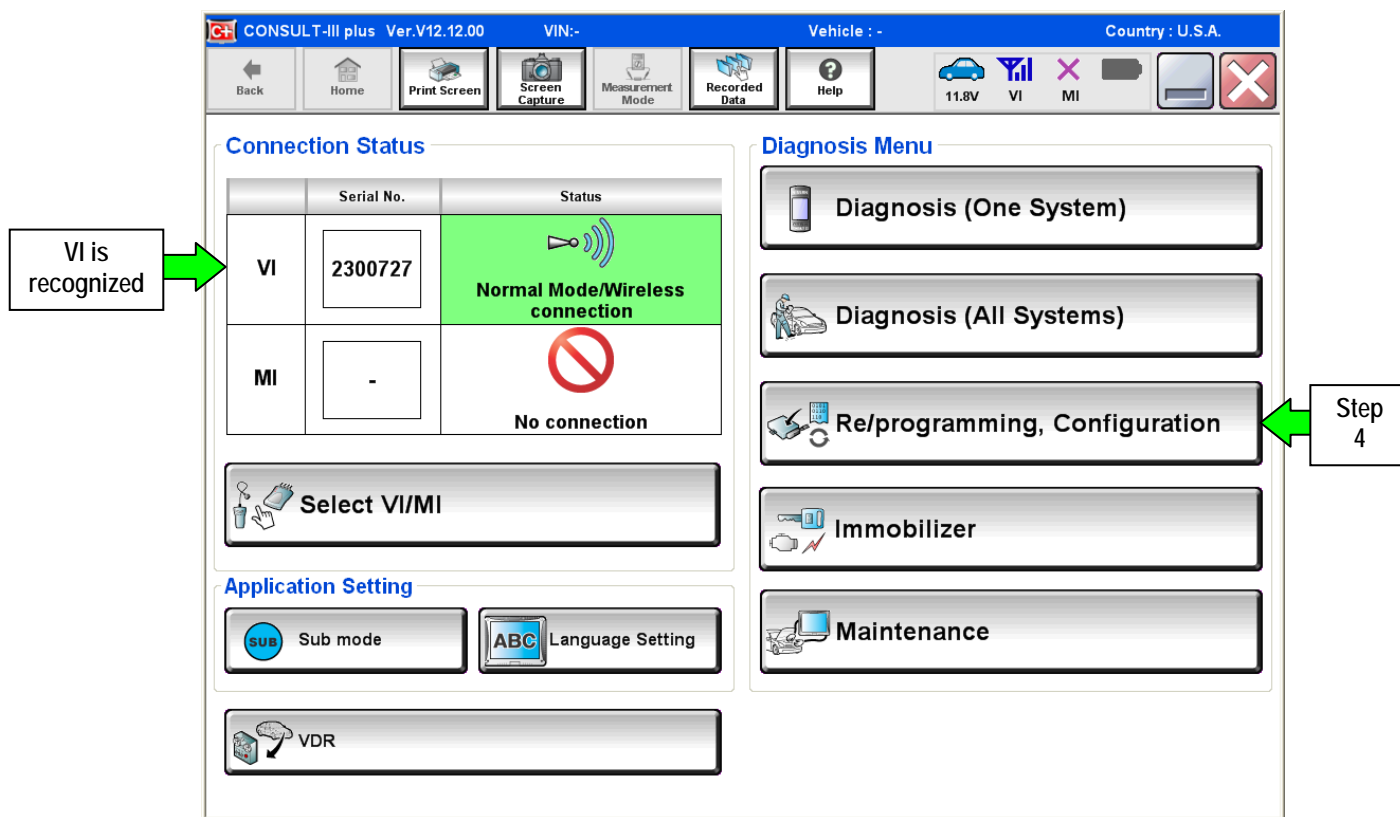 CONSULT-III plus Ver.V12.12.00 VIN:- Vehicle : - Country : U.S.A.
Back
Home
Print Screen
Screen
Capture
Measurement
Mode
Recorded
Data
Help
11.8V
VI
MI
Connection Status
Serial No. Status
VI is
recognized
VI 2300727
Normal Mode/Wireless
connection
MI -
No connection
Select VI/MI
Application Setting
SUB Sub mode
ABC Language Setting
VDR
Diagnosis Menu
Diagnosis (One System)
Diagnosis (All Systems)
Re/programming, Configuration
Step
4
Immobilizer
Maintenance